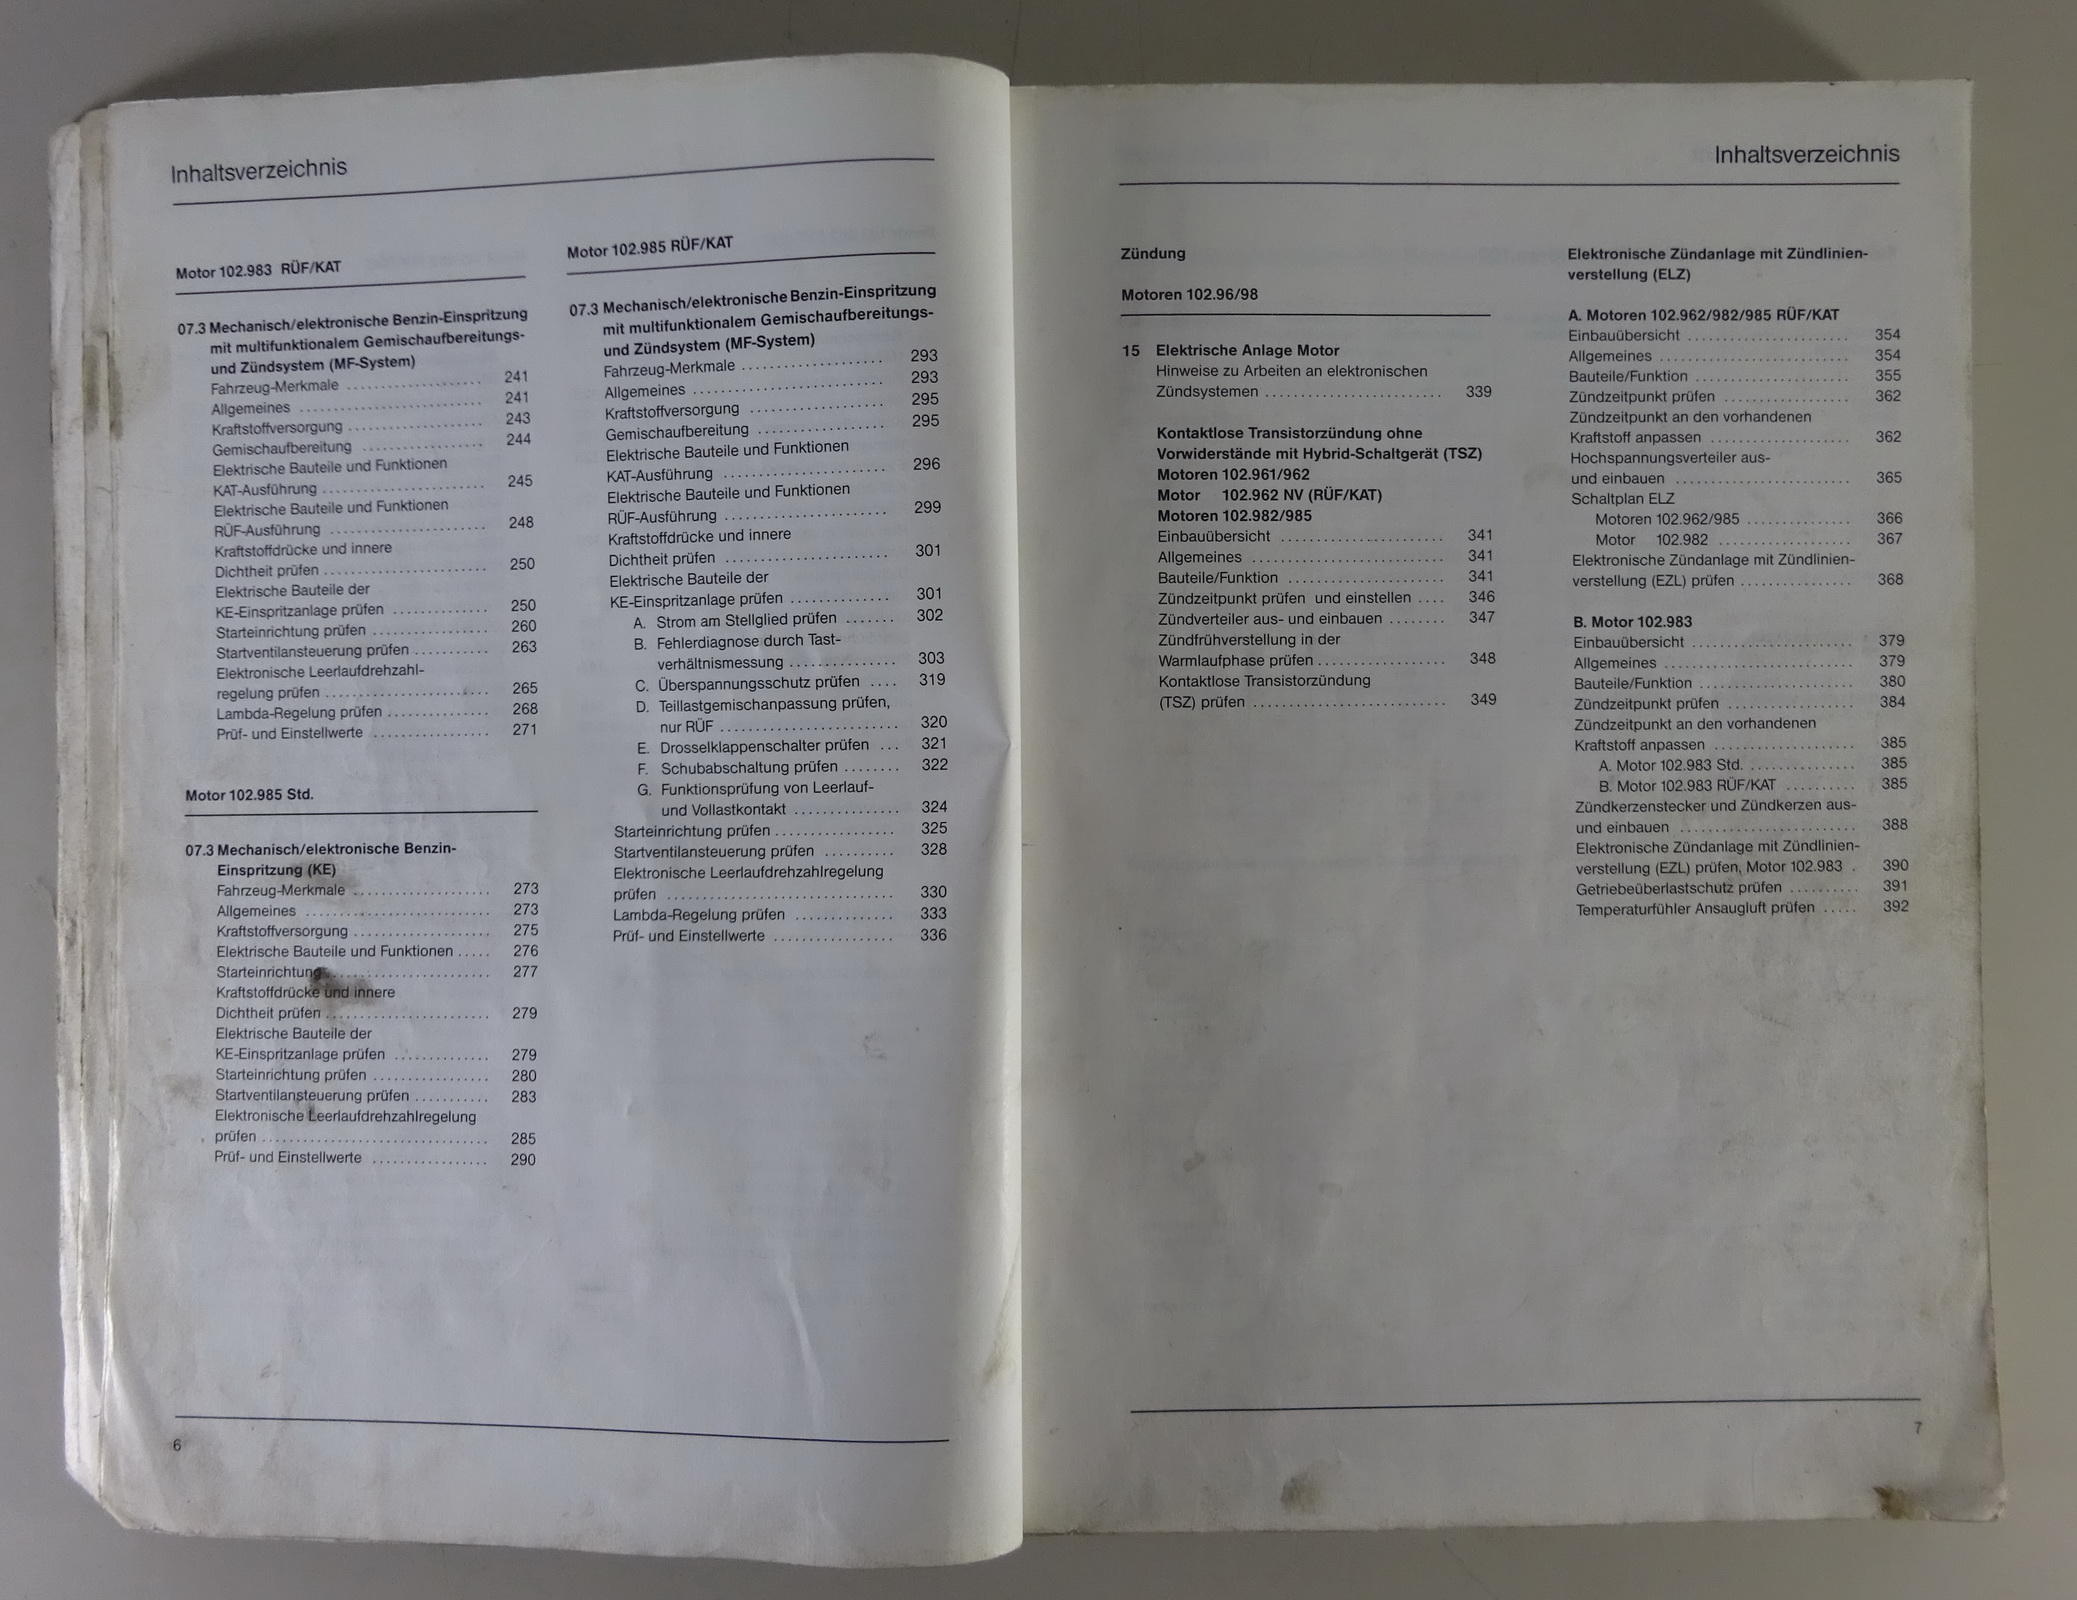 Inhaltsverzeichnis
Motor 102.983 RÜF/KAT
07.3 Mechanisch/elektronische Benzin-Einspritzung
mit multifunktionalem Gemischaufbereitungs-
und Zündsystem (MF-System)
Fahrzeug-Merkmale .................... 241
Allgemeines .......................... 241
Kraftstoffversorgung .................... 243
Gemischaufbereitung .................. 244
Elektrische Bauteile und Funktionen
KAT-Ausführung ........................ 245
Elektrische Bauteile und Funktionen
RÜF-Ausführung ....................... 248
Kraftstoffdrücke und innere
Dichtheit prüfen ........................ 250
Elektrische Bauteile der
KE-Einspritzanlage prüfen .............. 250
Starteinrichtung prüfen ................. 260
Startventilansteuerung prüfen ........... 263
Elektronische Leerlaufdrehzahl-
regelung prüfen ........................ 265
Lambda-Regelung prüfen ............... 268
Prüf- und Einstellwerte ................. 271
Motor 102.985 Std.
07.3 Mechanisch/elektronische Benzin-
Einspritzung (KE)
Fahrzeug-Merkmale .................... 273
Allgemeines ........................... 273
Kraftstoffversorgung .................... 275
Elektrische Bauteile und Funktionen ..... 276
Starteinrichtung ........................ 277
Kraftstoffdrücke und innere
Dichtheit prüfen ........................ 279
Elektrische Bauteile der
KE-Einspritzanlage prüfen .............. 279
Starteinrichtung prüfen ................. 280
Startventilansteuerung prüfen ........... 283
Elektronische Leerlaufdrehzahlregelung
prüfen ................................. 285
Prüf- und Einstellwerte ................. 290
Motor 102.985 RÜF/KAT
07.3 Mechanisch/elektronische Benzin-Einspritzung
mit multifunktionalem Gemischaufbereitungs-
und Zündsystem (MF-System)
Fahrzeug-Merkmale ..................... 293
Allgemeines ............................ 293
Kraftstoffversorgung .................... 295
Gemischaufbereitung ................... 295
Elektrische Bauteile und Funktionen
KAT-Ausführung ........................ 296
Elektrische Bauteile und Funktionen
RÜF-Ausführung ........................ 299
Kraftstoffdrücke und innere
Dichtheit prüfen ........................ 301
Elektrische Bauteile der
KE-Einspritzanlage prüfen .............. 301
A. Strom am Stellglied prüfen ....... 302
B. Fehlerdiagnose durch Tast-
verhältnismessung ................ 303
C. Überspannungsschutz prüfen .... 319
D. Teillastgemischanpassung prüfen,
nur RÜF .......................... 320
E. Drosselklappenschalter prüfen ... 321
F. Schubabschaltung prüfen ........ 322
G. Funktionsprüfung von Leerlauf-
und Vollastkontakt ............... 324
Starteinrichtung prüfen .................. 325
Startventilansteuerung prüfen .......... 328
Elektronische Leerlaufdrehzahlregelung
prüfen ................................. 330
Lambda-Regelung prüfen .............. 333
Prüf- und Einstellwerte ................. 336
6
Inhaltsverzeichnis
Zündung
Motoren 102.96/98
15 Elektrische Anlage Motor
Hinweise zu Arbeiten an elektronischen
Zündsystemen .......................... 339
Kontaktlose Transistorzündung ohne
Vorwiderstände mit Hybrid-Schaltgerät (TSZ)
Motoren 102.961/962
Motor 102.962 NV (RÜF/KAT)
Motoren 102.982/985
Einbauübersicht ........................ 341
Allgemeines ............................ 341
Bauteile/Funktion ....................... 341
Zündzeitpunkt prüfen und einstellen .... 346
Zündverteiler aus- und einbauen ........ 347
Zündfrühverstellung in der
Warmlaufphase prüfen ................... 348
Kontaktlose Transistorzündung
(TSZ) prüfen ............................ 349
Elektronische Zündanlage mit Zündlinien-
verstellung (ELZ)
A. Motoren 102.962/982/985 RÜF/KAT
Einbauübersicht ........................ 354
Allgemeines ............................ 354
Bauteile/Funktion ....................... 355
Zündzeitpunkt prüfen ................... 362
Zündzeitpunkt an den vorhandenen
Kraftstoff anpassen ..................... 362
Hochspannungsverteiler aus-
und einbauen .......................... 365
Schaltplan ELZ
Motoren 102.962/985 ............... 366
Motor 102.982 .................... 367
Elektronische Zündanlage mit Zündlinien-
verstellung (EZL) prüfen ................ 368
B. Motor 102.983
Einbauübersicht ........................ 379
Allgemeines ............................ 379
Bauteile/Funktion ....................... 380
Zündzeitpunkt prüfen ................... 384
Zündzeitpunkt an den vorhandenen
Kraftstoff anpassen ..................... 385
A. Motor 102.983 Std. ............... 385
B. Motor 102.983 RÜF/KAT .......... 385
Zündkerzenstecker und Zündkerzen aus-
und einbauen .......................... 388
Elektronische Zündanlage mit Zündlinien-
verstellung (EZL) prüfen, Motor 102.983 . 390
Getriebeüberlastschutz prüfen .......... 391
Temperaturfühler Ansaugluft prüfen ..... 392
7